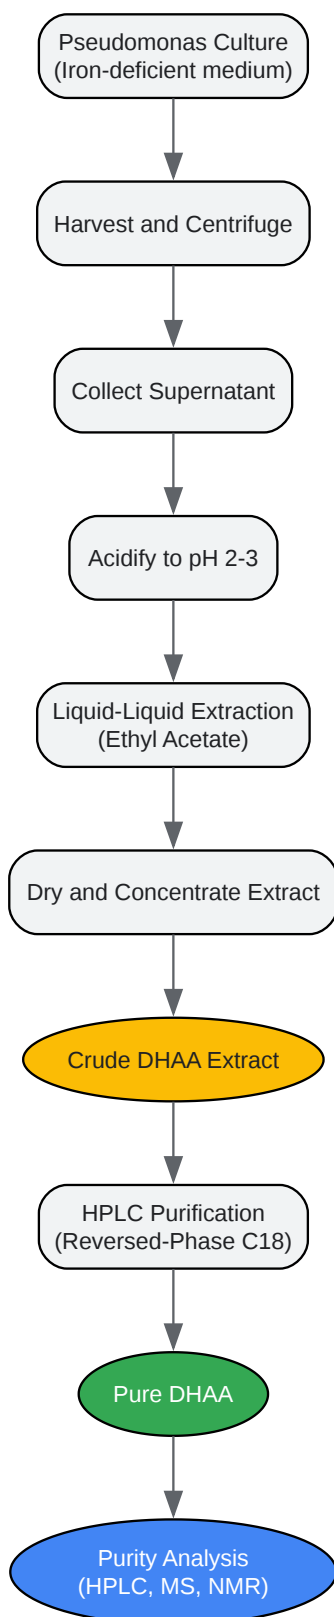 Pseudomonas Culture
(Iron-deficient medium)
Harvest and Centrifuge
Collect Supernatant
Acidify to pH 2-3
Liquid-Liquid Extraction
(Ethyl Acetate)
Dry and Concentrate Extract
Crude DHAA Extract
HPLC Purification
(Reversed-Phase C18)
Pure DHAA
Purity Analysis
(HPLC, MS, NMR)